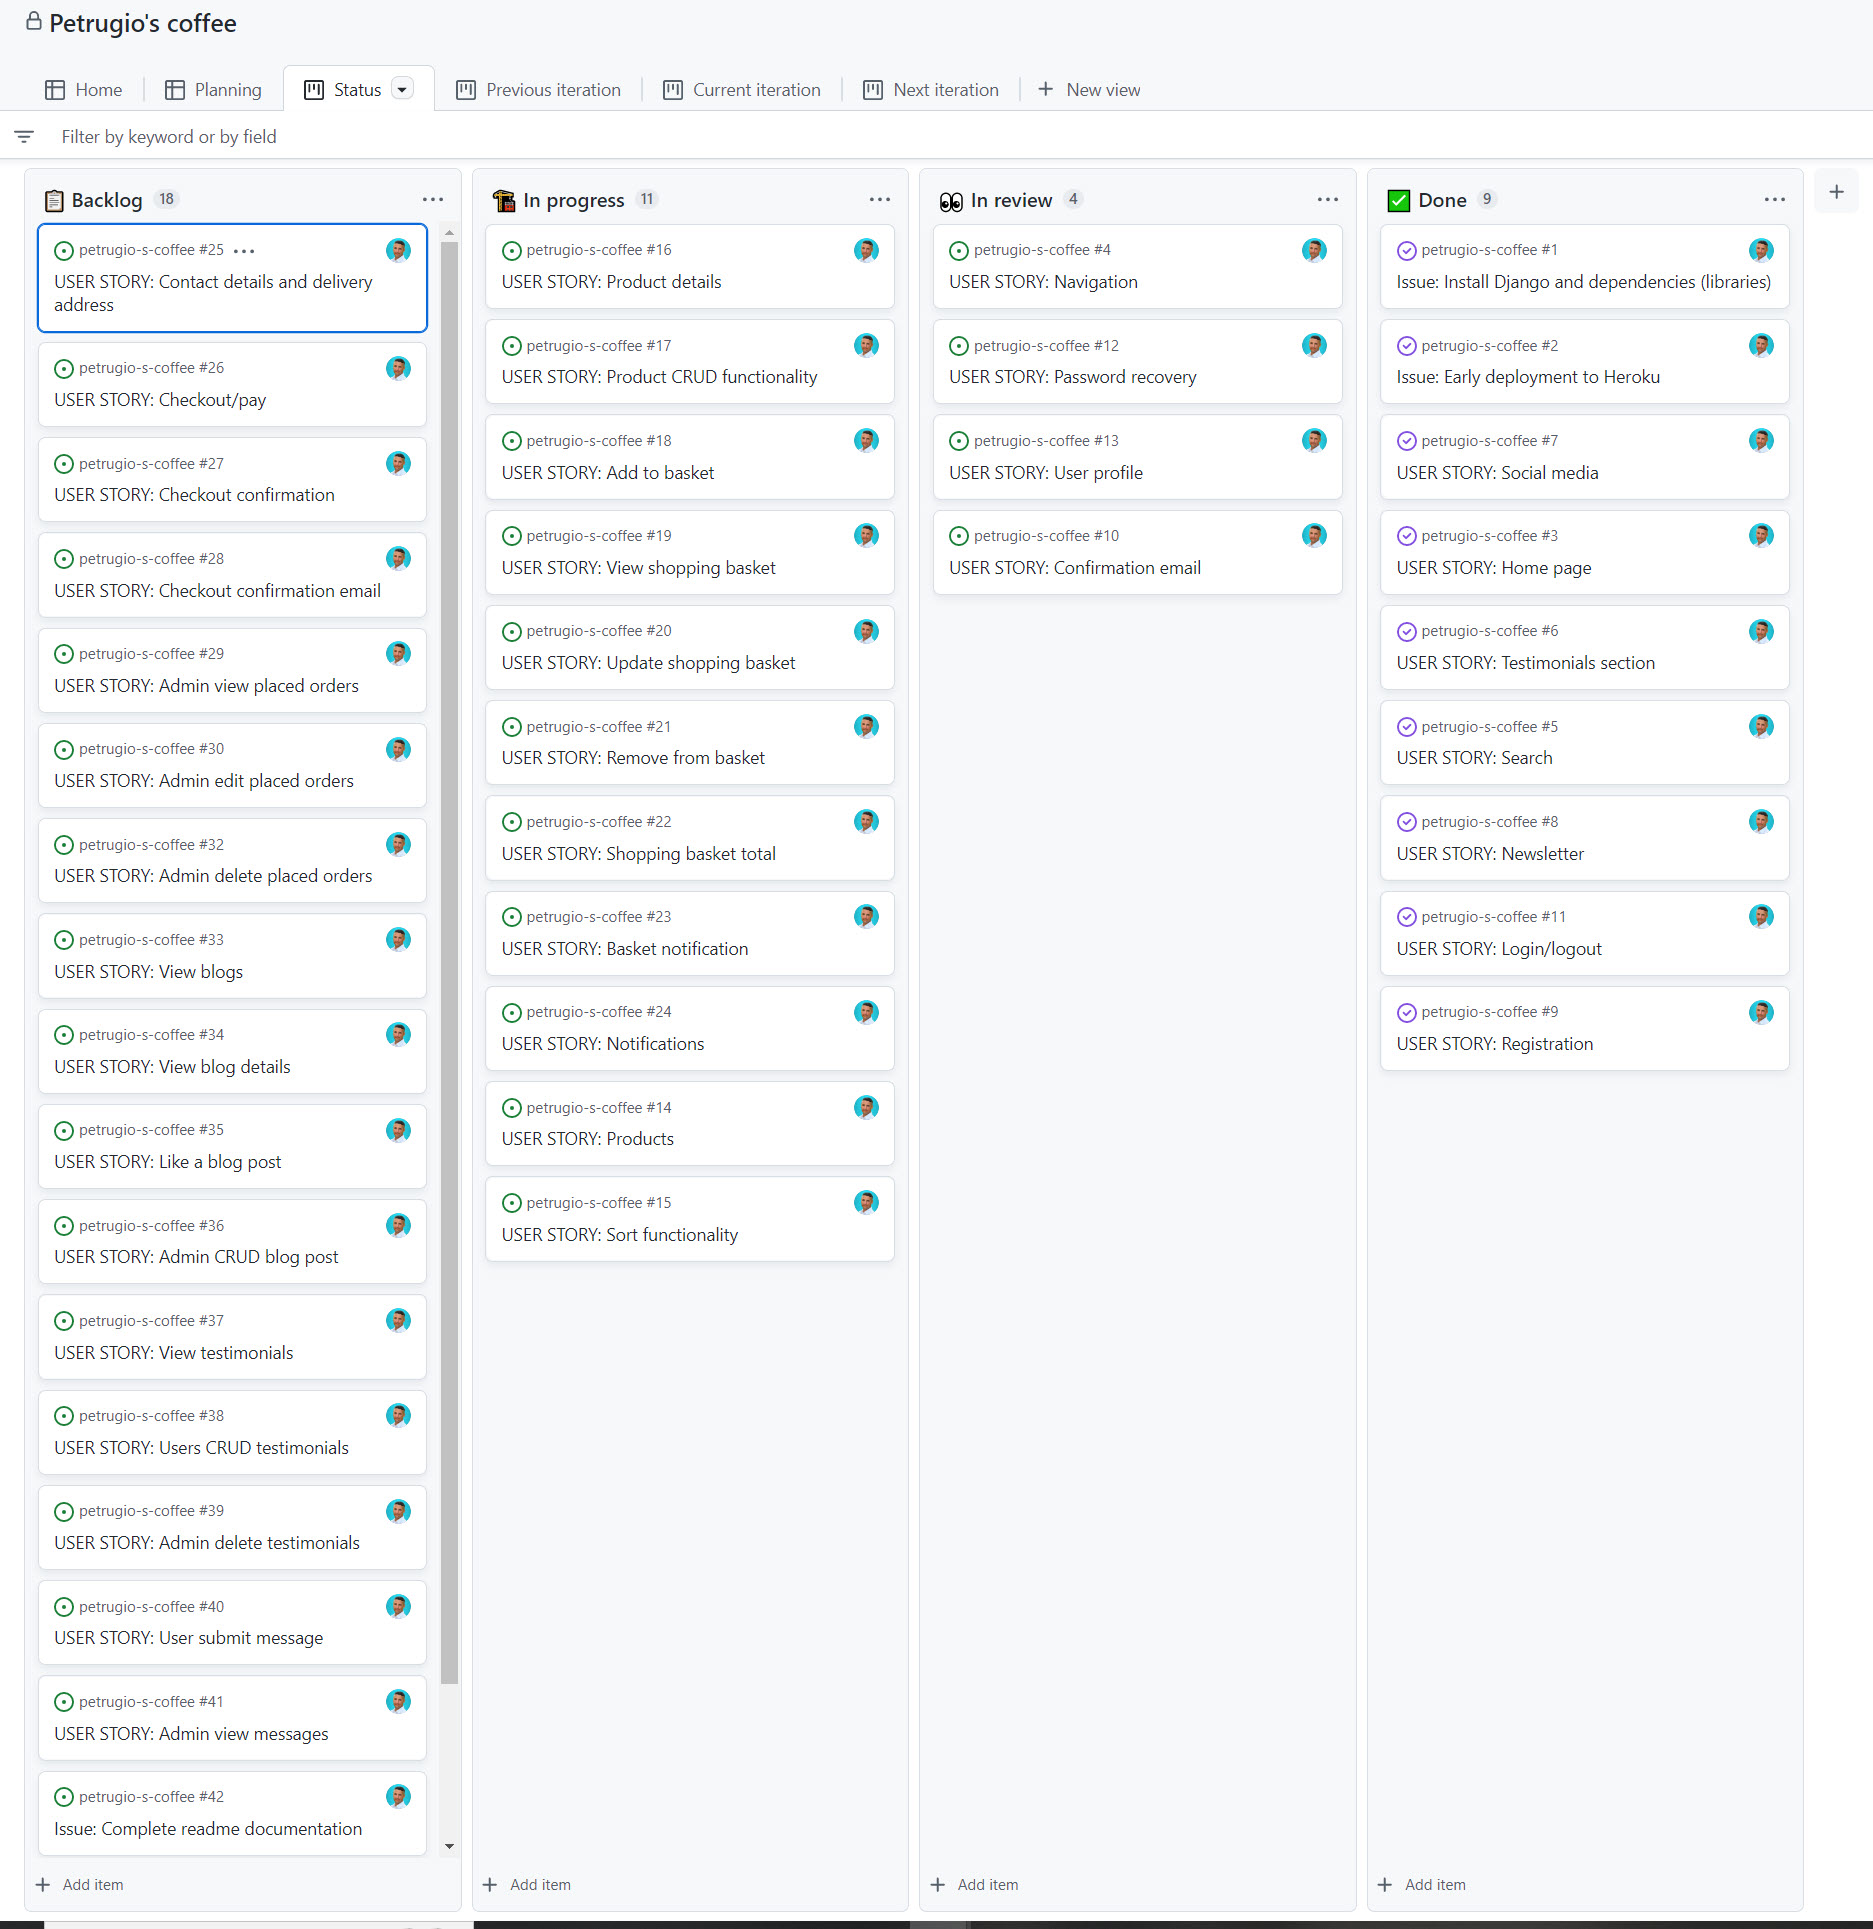 Petrugio's coffee
Home
Planning
Status
Previous iteration
Current iteration
Next iteration
New view
Filter by keyword or by field
Backlog 18
petrugio-s-coffee #25
USER STORY: Contact details and delivery
address
petrugio-s-coffee #26
USER STORY: Checkout/pay
petrugio-s-coffee #27
USER STORY: Checkout confirmation
petrugio-s-coffee #28
USER STORY: Checkout confirmation email
petrugio-s-coffee #29
USER STORY: Admin view placed orders
petrugio-s-coffee #30
USER STORY: Admin edit placed orders
petrugio-s-coffee #32
USER STORY: Admin delete placed orders
petrugio-s-coffee #33
USER STORY: View blogs
petrugio-s-coffee #34
USER STORY: View blog details
petrugio-s-coffee #35
USER STORY: Like a blog post
petrugio-s-coffee #36
USER STORY: Admin CRUD blog post
petrugio-s-coffee #37
USER STORY: View testimonials
petrugio-s-coffee #38
USER STORY: Users CRUD testimonials
petrugio-s-coffee #39
USER STORY: Admin delete testimonials
petrugio-s-coffee #40
USER STORY: User submit message
petrugio-s-coffee #41
USER STORY: Admin view messages
petrugio-s-coffee #42
Issue: Complete readme documentation
Add item
In progress 11
petrugio-s-coffee #16
USER STORY: Product details
petrugio-s-coffee #17
USER STORY: Product CRUD functionality
petrugio-s-coffee #18
USER STORY: Add to basket
petrugio-s-coffee #19
USER STORY: View shopping basket
petrugio-s-coffee #20
USER STORY: Update shopping basket
petrugio-s-coffee #21
USER STORY: Remove from basket
petrugio-s-coffee #22
USER STORY: Shopping basket total
petrugio-s-coffee #23
USER STORY: Basket notification
petrugio-s-coffee #24
USER STORY: Notifications
petrugio-s-coffee #14
USER STORY: Products
petrugio-s-coffee #15
USER STORY: Sort functionality
Add item
In review 4
petrugio-s-coffee #4
USER STORY: Navigation
petrugio-s-coffee #12
USER STORY: Password recovery
petrugio-s-coffee #13
USER STORY: User profile
petrugio-s-coffee #10
USER STORY: Confirmation email
Add item
Done 9
petrugio-s-coffee #1
Issue: Install Django and dependencies (libraries)
petrugio-s-coffee #2
Issue: Early deployment to Heroku
petrugio-s-coffee #7
USER STORY: Social media
petrugio-s-coffee #3
USER STORY: Home page
petrugio-s-coffee #6
USER STORY: Testimonials section
petrugio-s-coffee #5
USER STORY: Search
petrugio-s-coffee #8
USER STORY: Newsletter
petrugio-s-coffee #11
USER STORY: Login/logout
petrugio-s-coffee #9
USER STORY: Registration
Add item